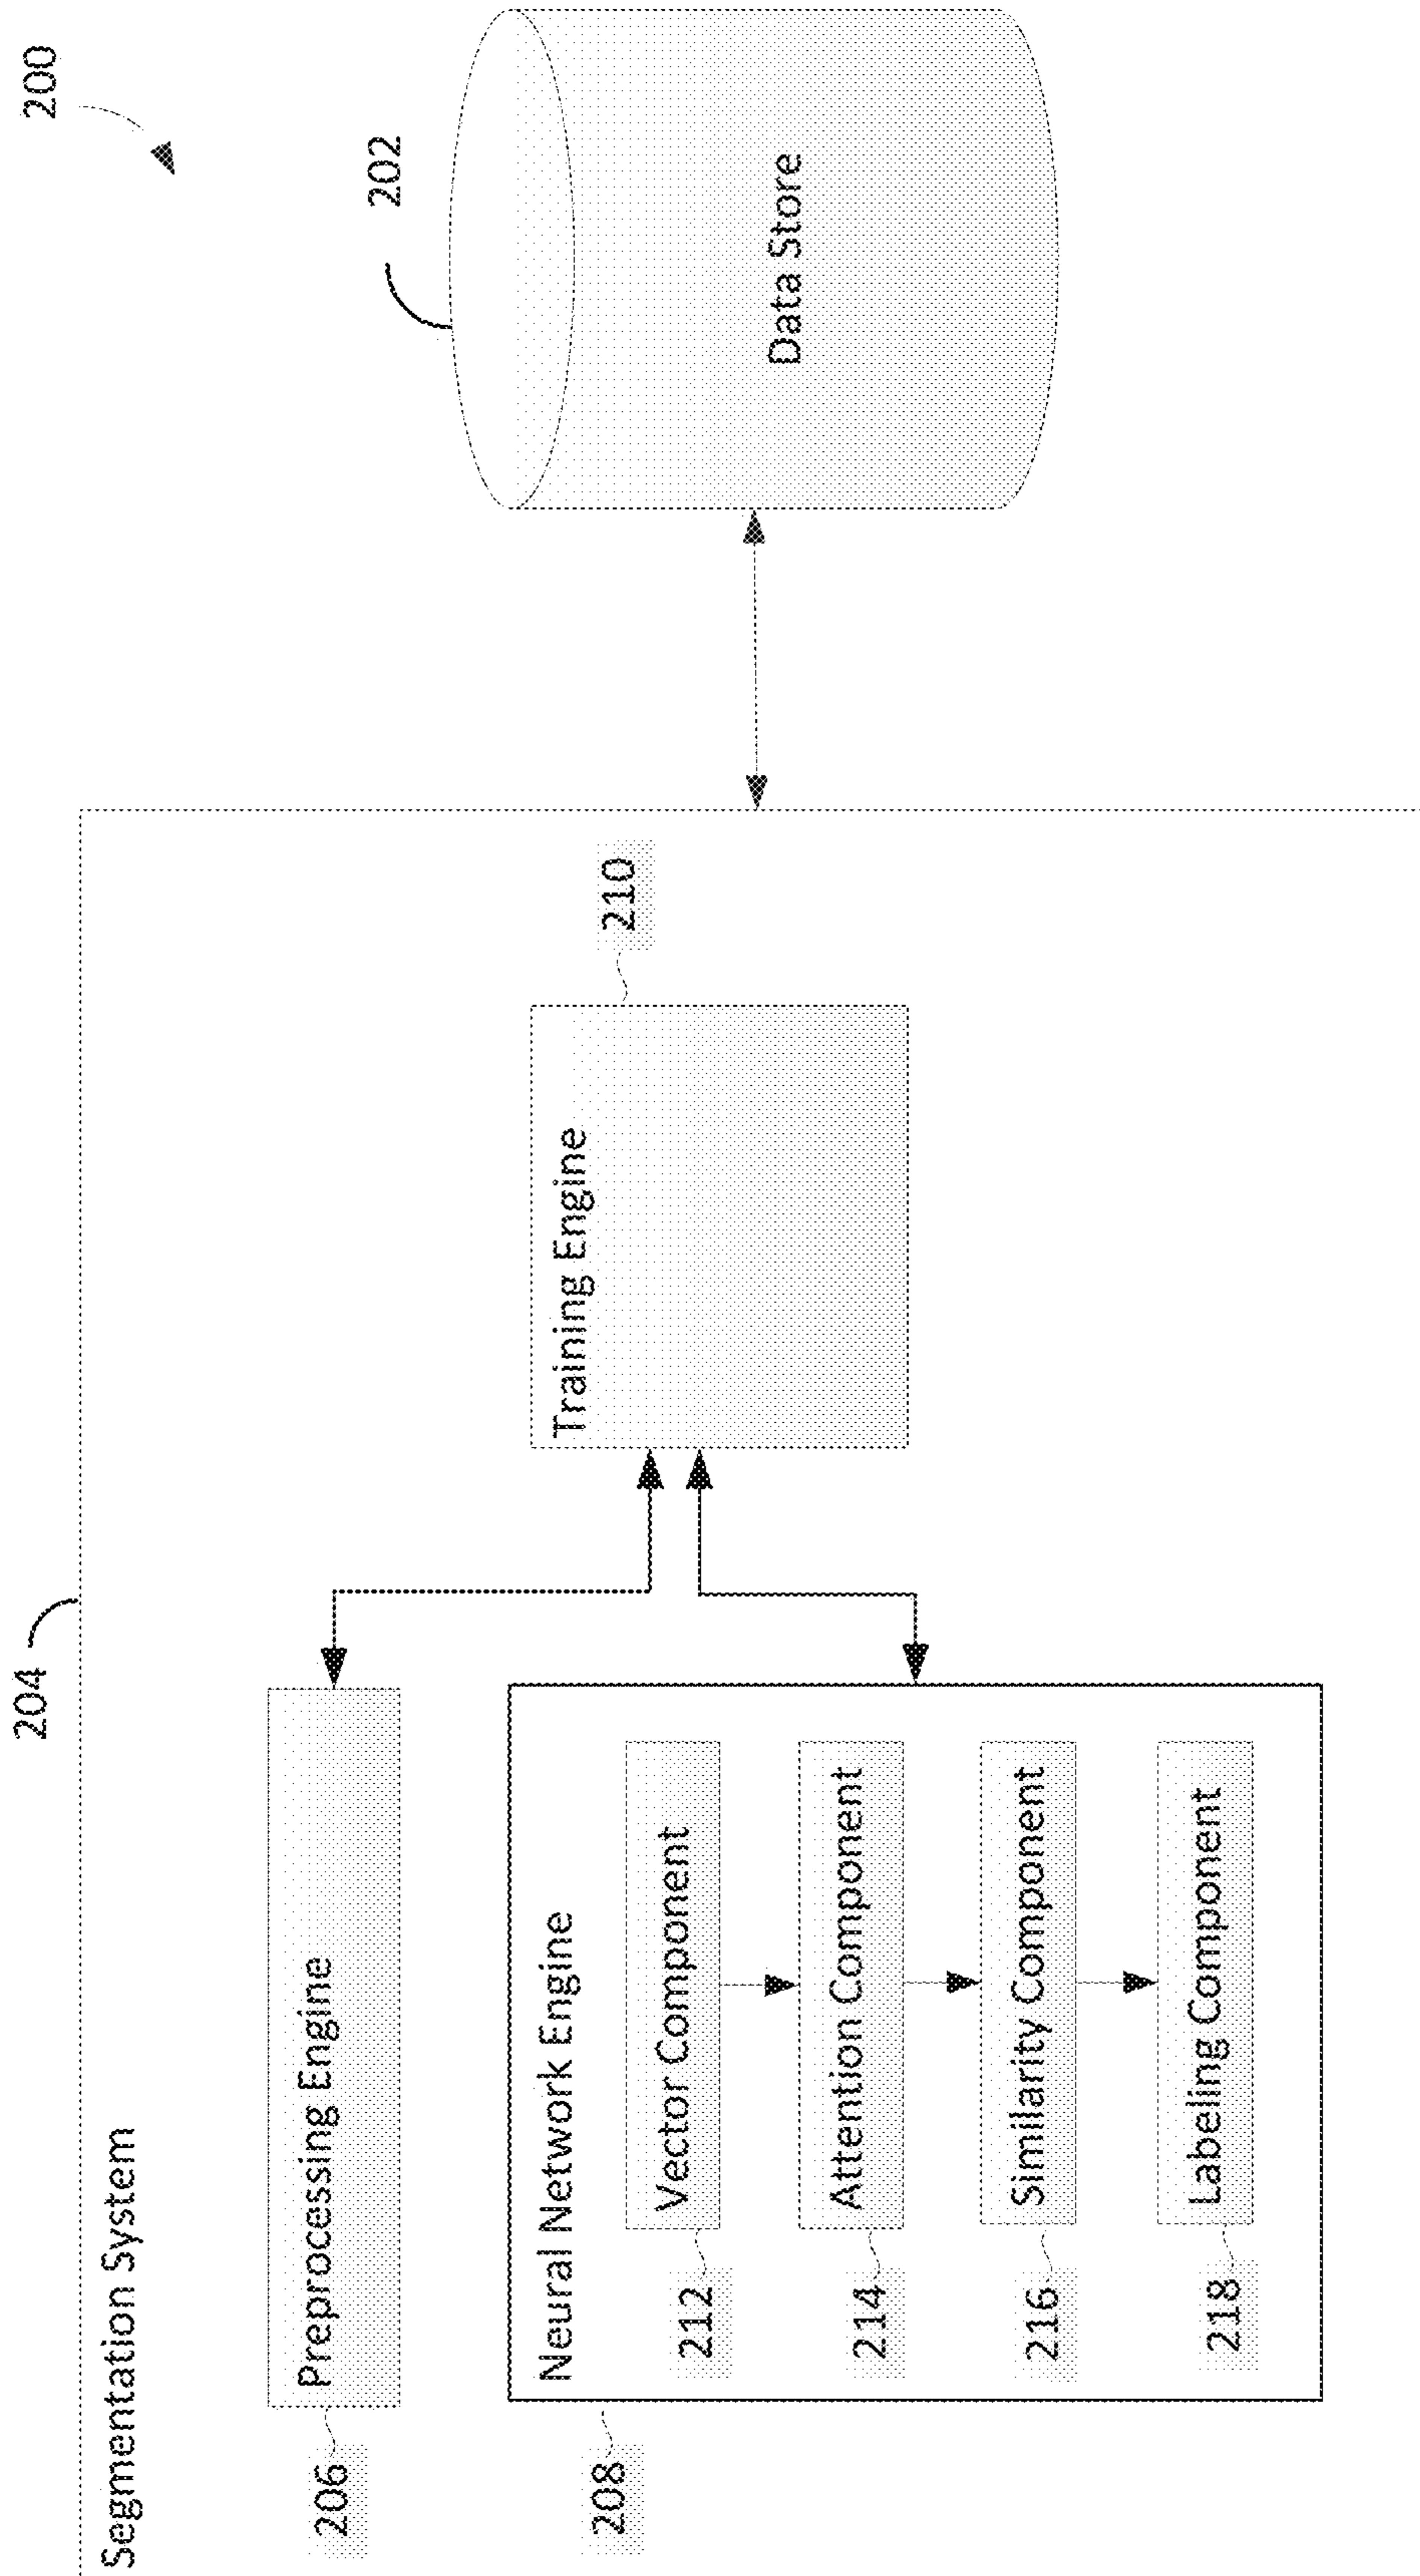 200
204
Segmentation System
202
206
Preprocessing Engine
208
Neural Network Engine
Training Engine
210
Data Store
212
Vector Component
214
Attention Component
216
Similarity Component
218
Labeling Component